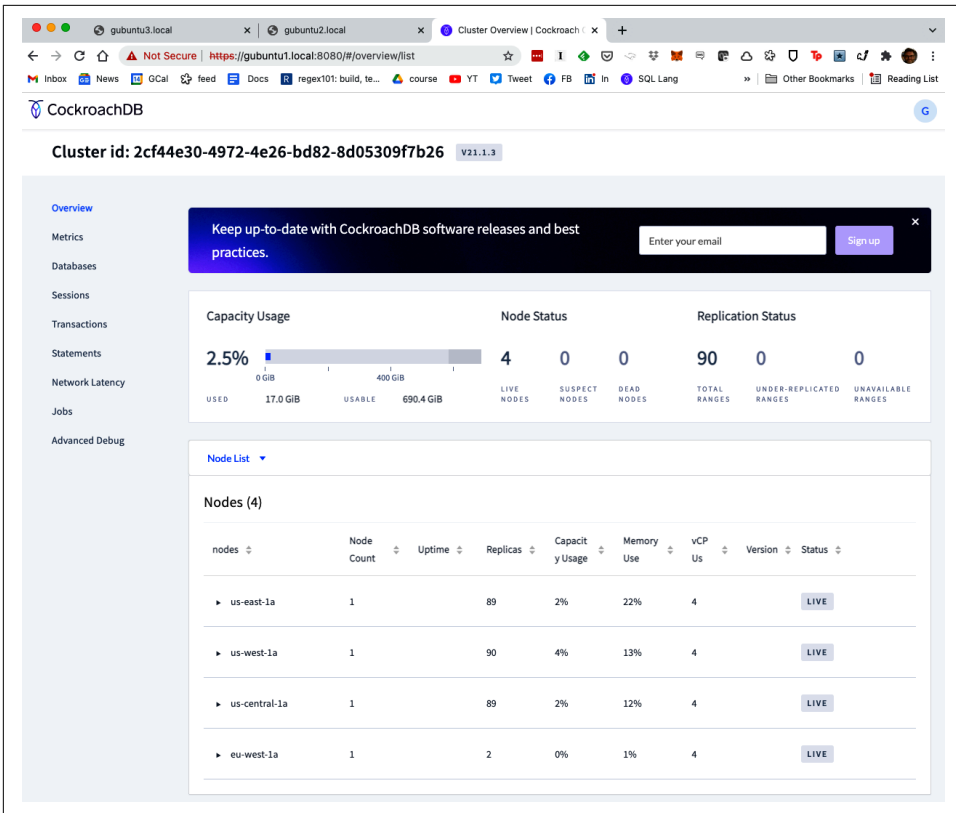 gubuntu3.local
gubuntu2.local
Cluster Overview | Cockroach
Not Secure | https://gubuntu1.local:8080/#/overview/list
Inbox News GCal feed Docs regex101: build, te... course YT Tweet FB In SQL Lang » Other Bookmarks Reading List
CockroachDB
G
Cluster id: 2cf44e30-4972-4e26-bd82-8d05309f7b26 V21.1.3
Overview
Metrics
Databases
Sessions
Transactions
Statements
Network Latency
Jobs
Advanced Debug
Keep up-to-date with CockroachDB software releases and best
practices.
Enter your email
Sign up
Capacity Usage
2.5%
0 GiB 400 GiB
USED 17.0 GiB USABLE 690.4 GiB
Node Status
4 0 0
LIVE SUSPECT DEAD
NODES NODES NODES
Replication Status
90 0 0
TOTAL UNDER-REPLICATED UNAVAILABLE
RANGES RANGES RANGES
Node List
Nodes (4)
nodes Node Uptime Replicas Capacit Memory vCP Version Status
Count y Usage Use Us
us-east-1a 1 89 2% 22% 4 LIVE
us-west-1a 1 90 4% 13% 4 LIVE
us-central-1a 1 89 2% 12% 4 LIVE
eu-west-1a 1 2 0% 1% 4 LIVE